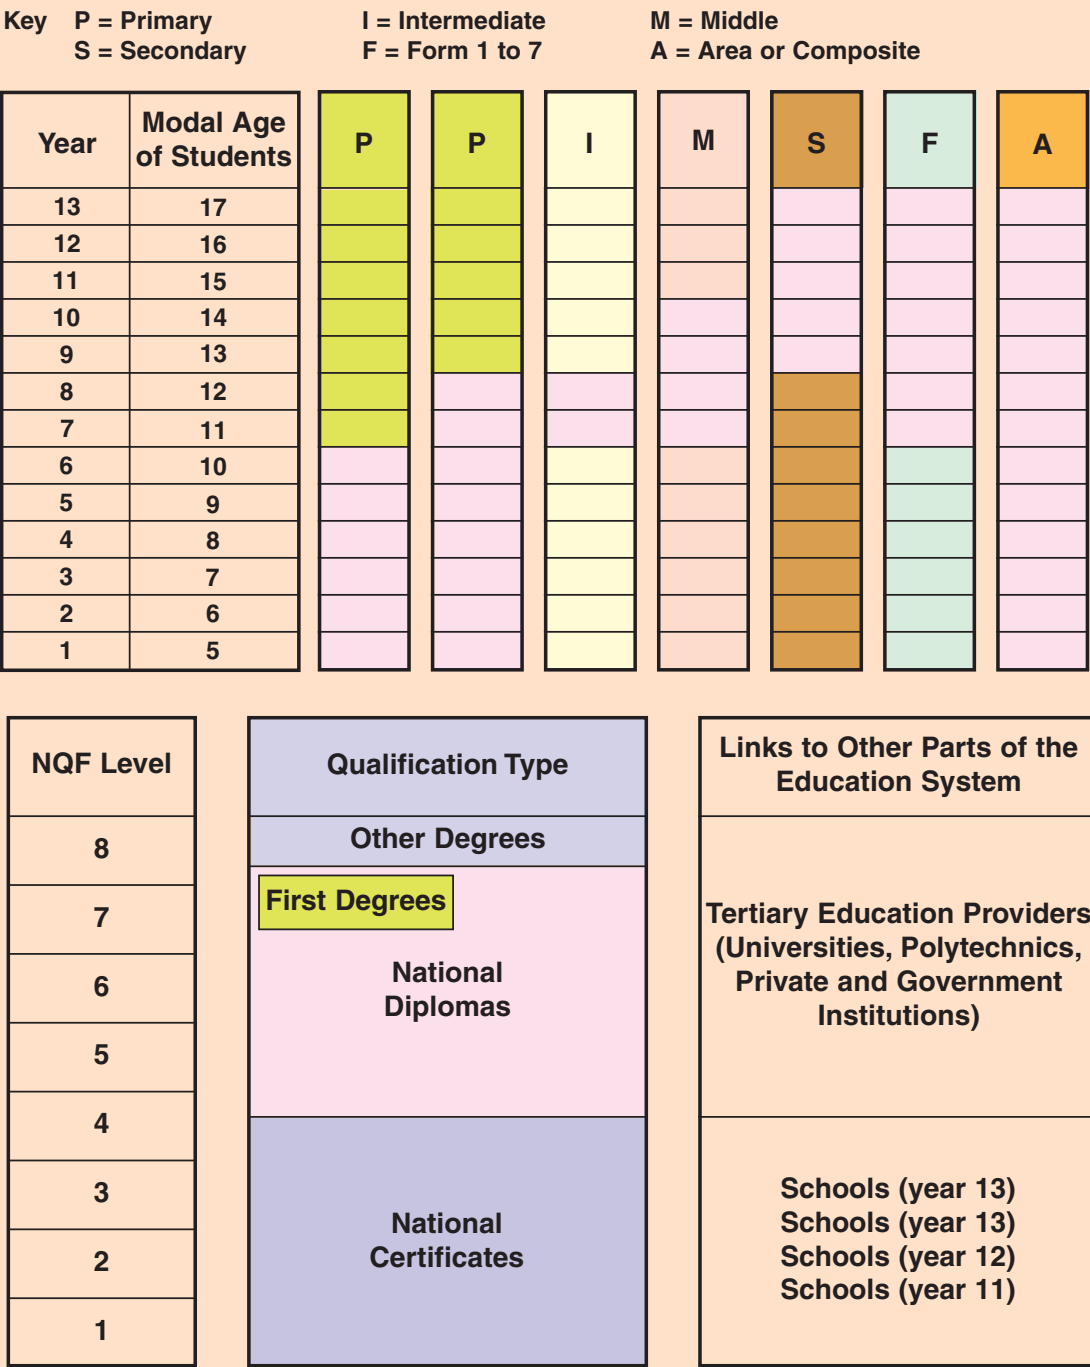 Key P = Primary I = Intermediate M = Middle
S = Secondary F = Form 1 to 7 A = Area or Composite
Year Modal Age of Students P P I M S F A
13 17
12 16
11 15
10 14
9 13
8 12
7 11
6 10
5 9
4 8
3 7
2 6
1 5
NQF Level
8
7
6
5
4
3
2
1
Qualification Type
Other Degrees
First Degrees
National
Diplomas
National
Certificates
Links to Other Parts of the
Education System
Tertiary Education Providers
(Universities, Polytechnics,
Private and Government
Institutions)
Schools (year 13)
Schools (year 13)
Schools (year 12)
Schools (year 11)